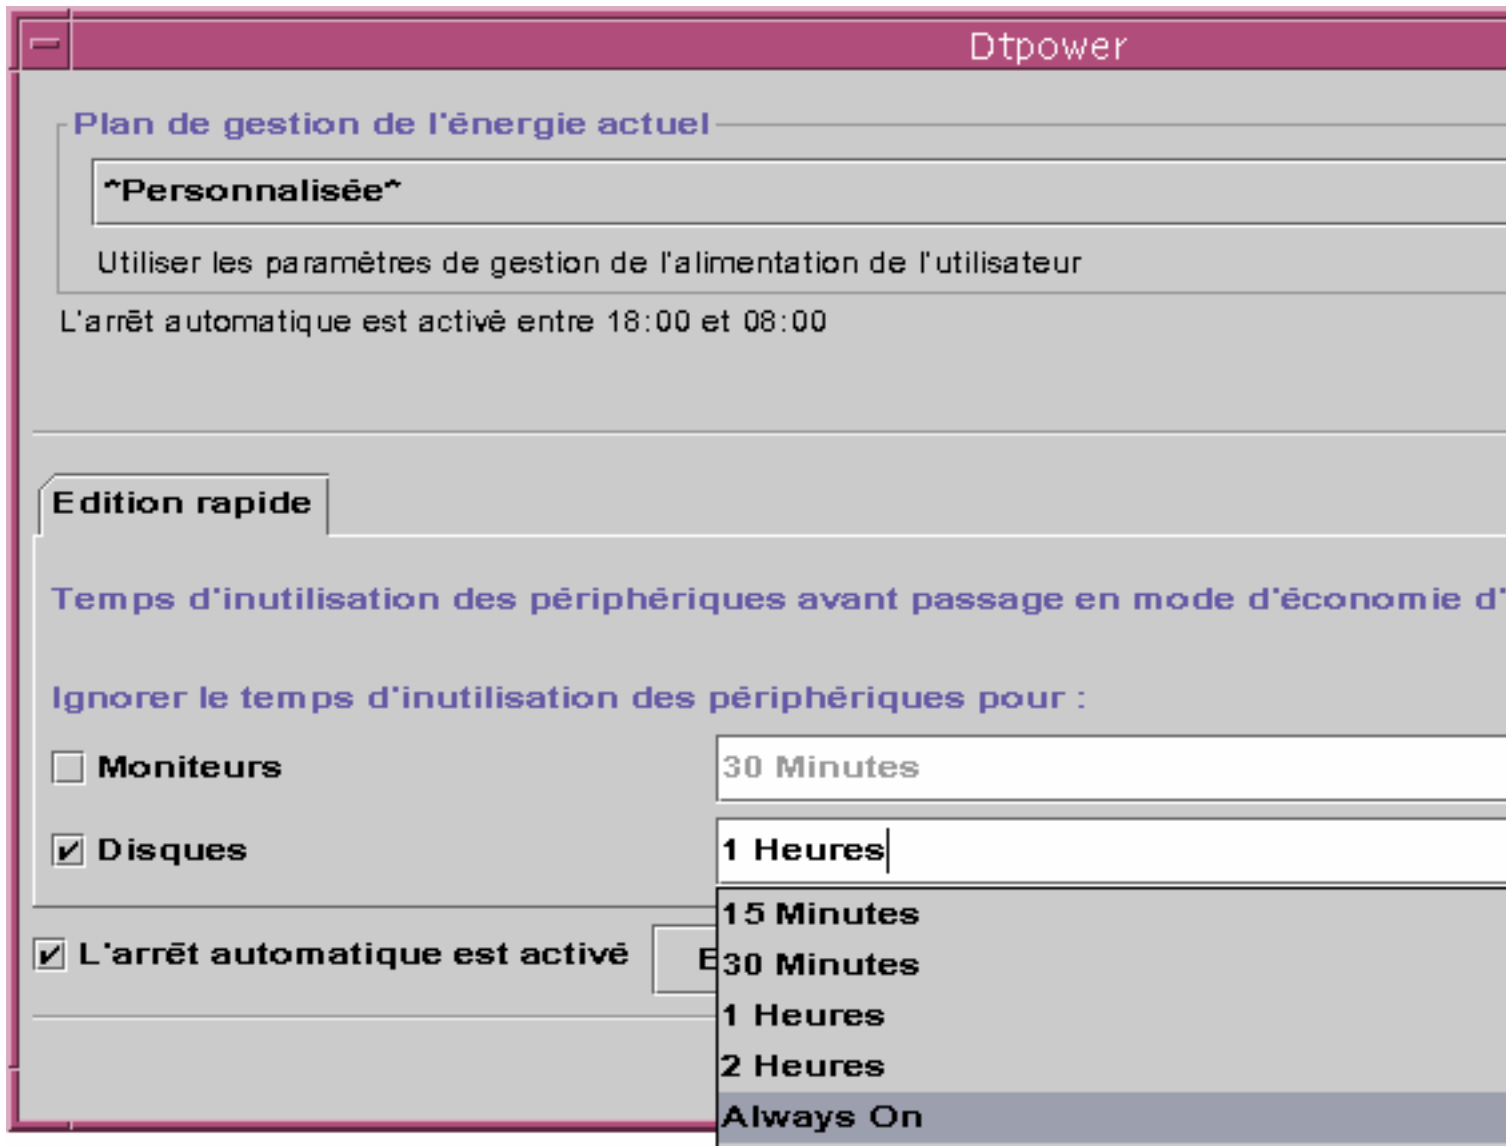 Dtpower
Plan de gestion de l'énergie actuel
^Personnalisée^
Utiliser les paramètres de gestion de l'alimentation de l'utilisateur
L'arrêt automatique est activé entre 18:00 et 08:00
Edition rapide
Temps d'inutilisation des périphériques avant passage en mode d'économie d'
Ignorer le temps d'inutilisation des périphériques pour :
Moniteurs 30 Minutes
Disques 1 Heures
15 Minutes
L'arrêt automatique est activé E
30 Minutes
1 Heures
2 Heures
Always On